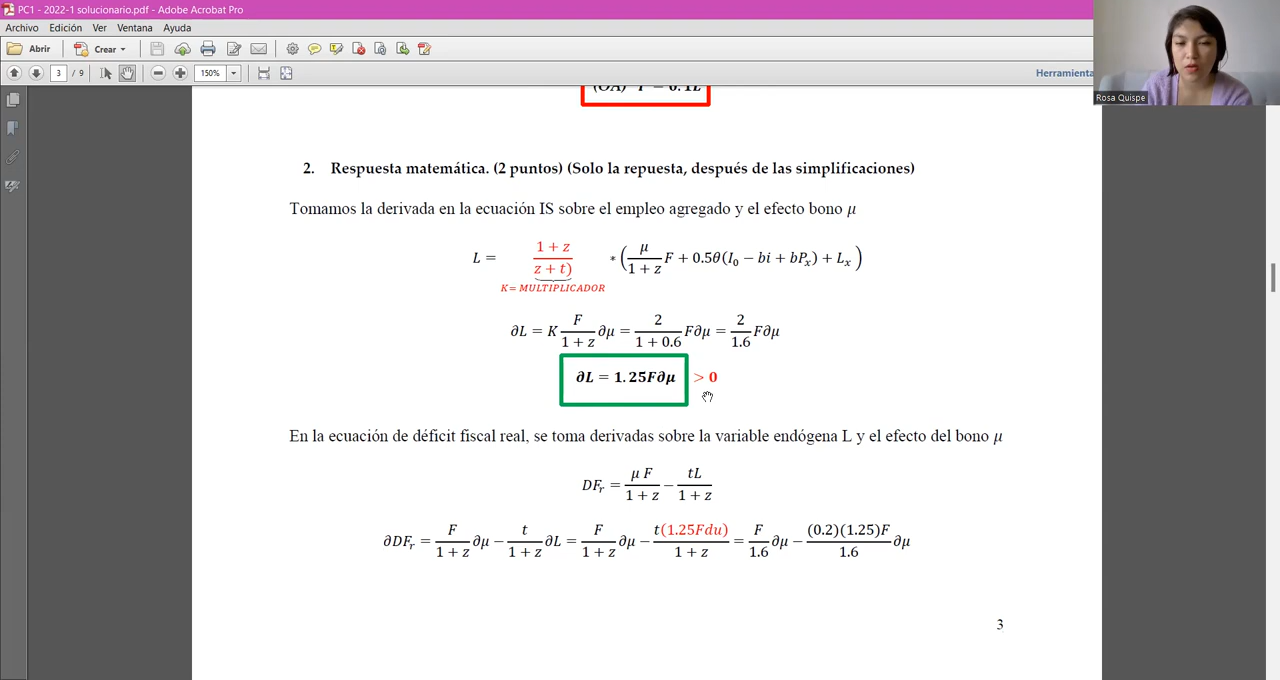 PC1 - 2022-1 solucionario.pdf - Adobe Acrobat Pro
Archivo Edición Ver Ventana Ayuda
Abrir Crear
3 / 9 150% Herramienta
Rosa Quispe
2. Respuesta matemática. (2 puntos) (Solo la repuesta, después de las simplificaciones)
Tomamos la derivada en la ecuación IS sobre el empleo agregado y el efecto bono μ
L = (1 + z)/(z + t)) * (μ/(1 + z) F + 0.5θ(I₀ − bi + bPₓ) + Lₓ)
K= MULTIPLICADOR
∂L = K F/(1 + z) ∂μ = 2/(1 + 0.6) F∂μ = 2/1.6 F∂μ
∂L = 1.25F∂μ > 0
En la ecuación de déficit fiscal real, se toma derivadas sobre la variable endógena L y el efecto del bono μ
DFᵣ = μ F/(1 + z) − tL/(1 + z)
∂DFᵣ = F/(1 + z) ∂μ − t/(1 + z) ∂L = F/(1 + z) ∂μ − t(1.25Fdu)/(1 + z) = F/1.6 ∂μ − (0.2)(1.25)F/1.6 ∂μ
3